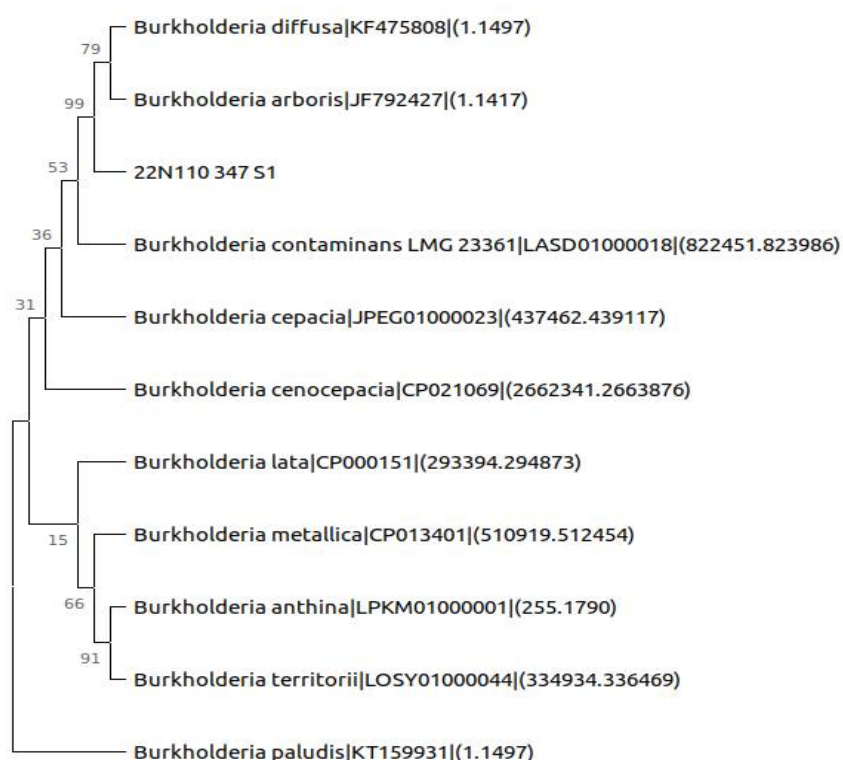 Burkholderia diffusa|KF475808|(1.1497)
79
Burkholderia arboris|JF792427|(1.1417)
99
22N110 347 S1
53
Burkholderia contaminans LMG 23361|LASD01000018|(822451.823986)
36
Burkholderia cepacia|JPEG01000023|(437462.439117)
31
Burkholderia cenocepacia|CP021069|(2662341.2663876)
Burkholderia lata|CP000151|(293394.294873)
15
Burkholderia metallica|CP013401|(510919.512454)
66
Burkholderia anthina|LPKM01000001|(255.1790)
91
Burkholderia territorii|LOSY01000044|(334934.336469)
Burkholderia paludis|KT159931|(1.1497)